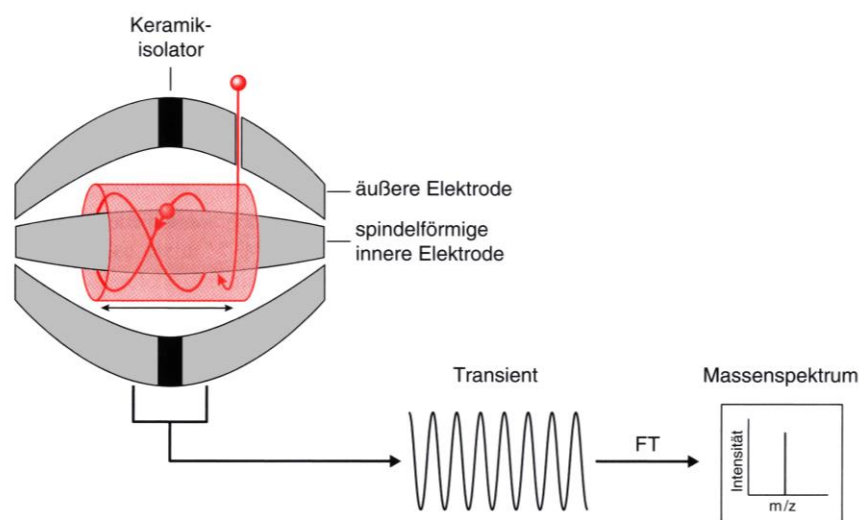 Keramik-
isolator
äußere Elektrode
spindelförmige
innere Elektrode
Transient
Massenspektrum
FT
Intensität
m/z